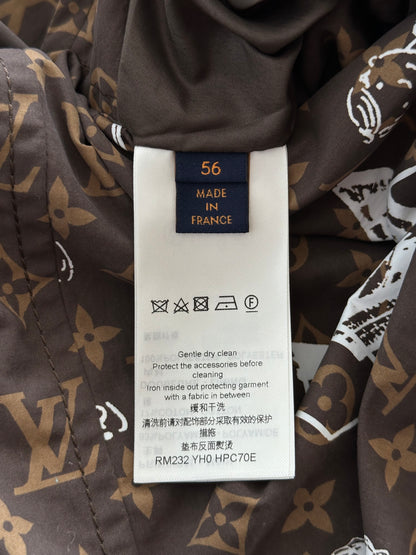 56
MADE
IN
FRANCE
F
Gentle dry clean
Protect the accessories before
cleaning
Iron inside out protecting garment
with a fabric in between
缓和干洗
清洗前请对配饰部分采取有效的保护
措施
垫布反面熨烫
RM232 YH0 HPC70E